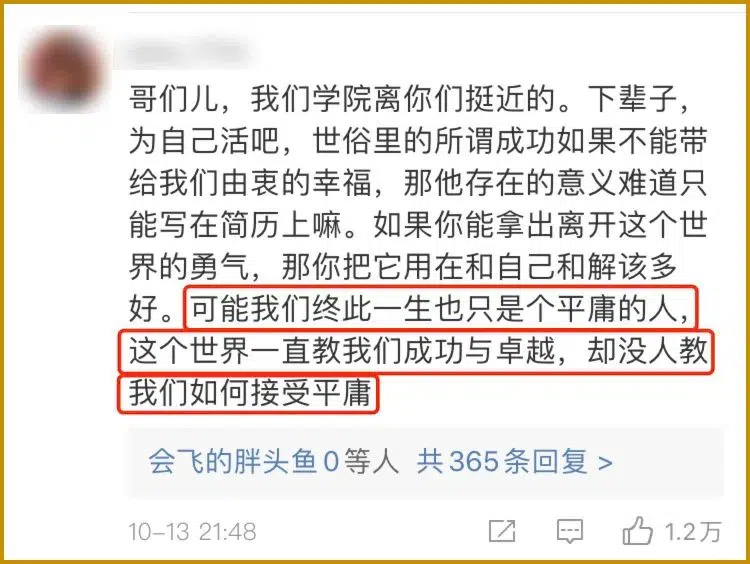 哥们儿，我们学院离你们挺近的。下辈子，
为自己活吧，世俗里的所谓成功如果不能带
给我们由衷的幸福，那他存在的意义难道只
能写在简历上嘛。如果你能拿出离开这个世
界的勇气，那你把它用在和自己和解该多
好。可能我们终此一生也只是个平庸的人，
这个世界一直教我们成功与卓越，却没人教
我们如何接受平庸
会飞的胖头鱼0等人 共365条回复 >
10-13 21:48 1.2万